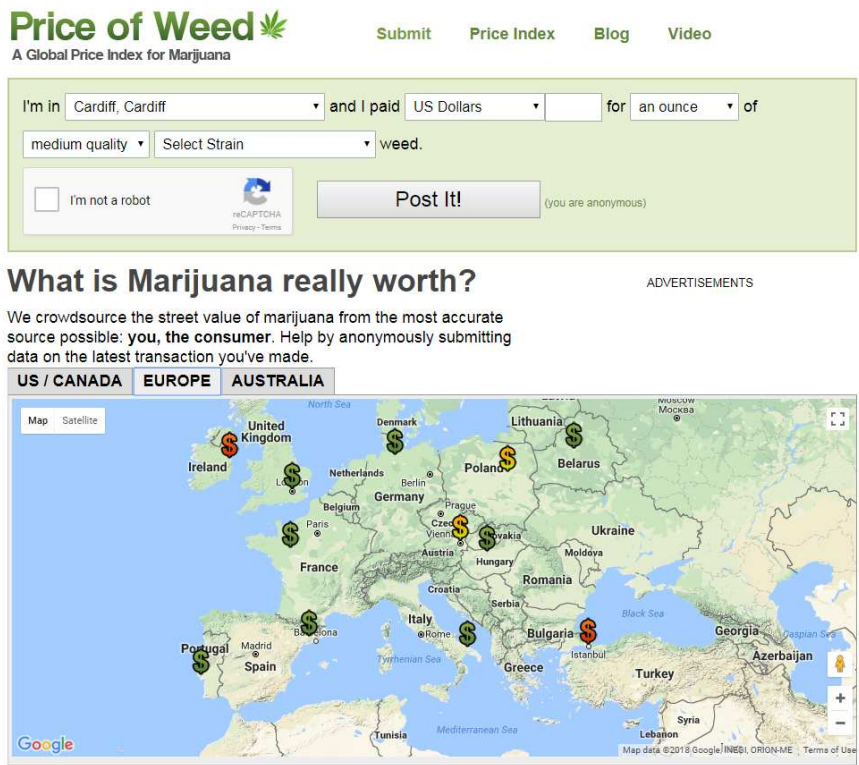 Price of Weed
A Global Price Index for Marijuana
Submit Price Index Blog Video
I'm in Cardiff, Cardiff and I paid US Dollars for an ounce of
medium quality Select Strain weed.
I'm not a robot
reCAPTCHA
Privacy - Terms
Post It!
(you are anonymous)
What is Marijuana really worth?
ADVERTISEMENTS
We crowdsource the street value of marijuana from the most accurate
source possible: you, the consumer. Help by anonymously submitting
data on the latest transaction you've made.
US / CANADA EUROPE AUSTRALIA
Map Satellite
North Sea
Moscow
Москва
United
Kingdom
Denmark
Lithuania
Ireland
Netherlands
Berlin
Poland
Belarus
Germany
Belgium
Prague
Paris
Ukraine
Austria
Moldova
Hungary
France
Romania
Croatia
Serbia
Italy
Rome
Black Sea
Bulgaria
Georgia
Caspian Sea
Istanbul
Azerbaijan
Portugal
Madrid
Spain
Tyrrhenian Sea
Greece
Turkey
Syria
Lebanon
Tunisia
Mediterranean Sea
Google
Map data ©2018 Google, INEGI, ORION-ME Terms of Use